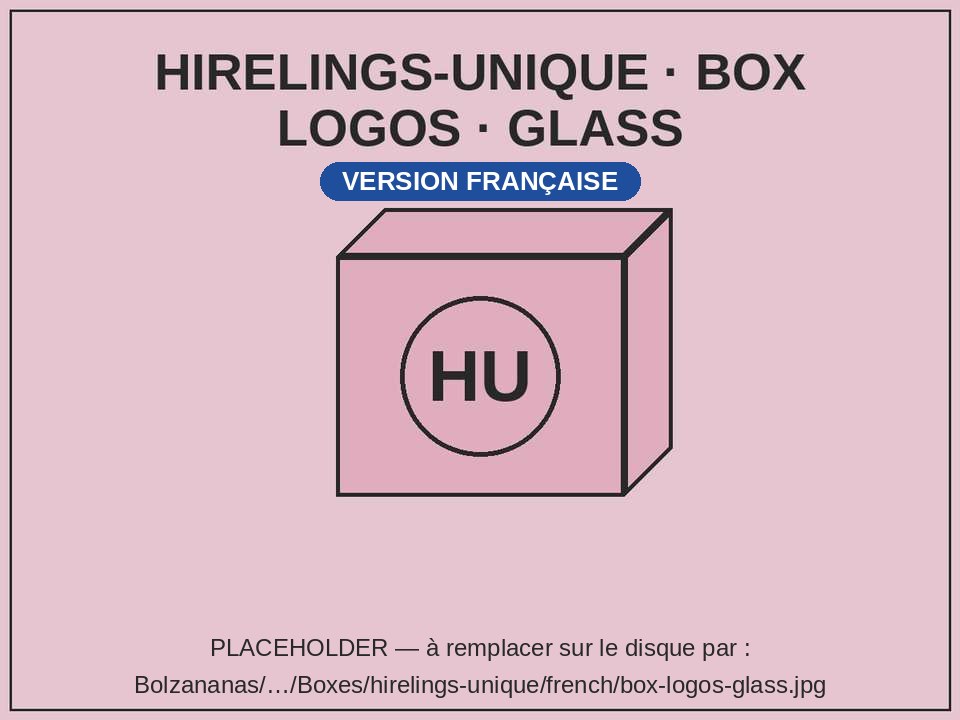 HIRELINGS-UNIQUE · BOX
LOGOS · GLASS
VERSION FRANÇAISE
HU
PLACEHOLDER — à remplacer sur le disque par :
Bolzananas/…/Boxes/hirelings-unique/french/box-logos-glass.jpg